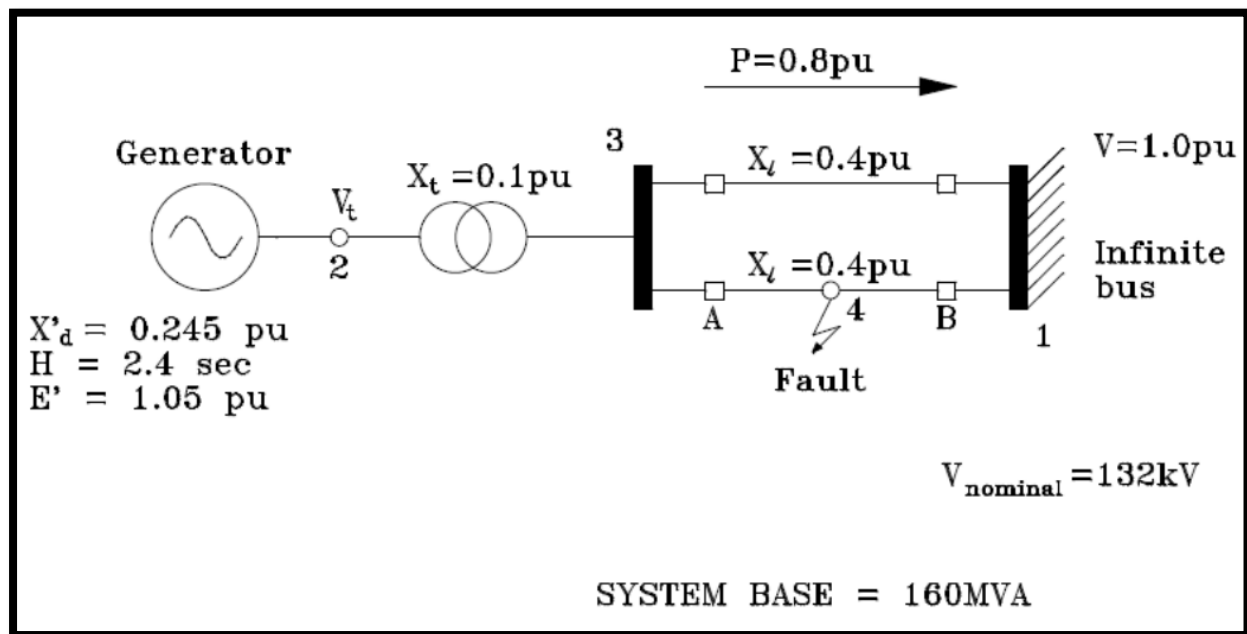 P=0.8pu
Generator
3
V=1.0pu
X_t =0.1pu
X_l =0.4pu
V_t
2
Infinite
bus
X_l =0.4pu
A
4
B
1
Fault
X'_d = 0.245 pu
H = 2.4 sec
E' = 1.05 pu
V_nominal =132kV
SYSTEM BASE = 160MVA